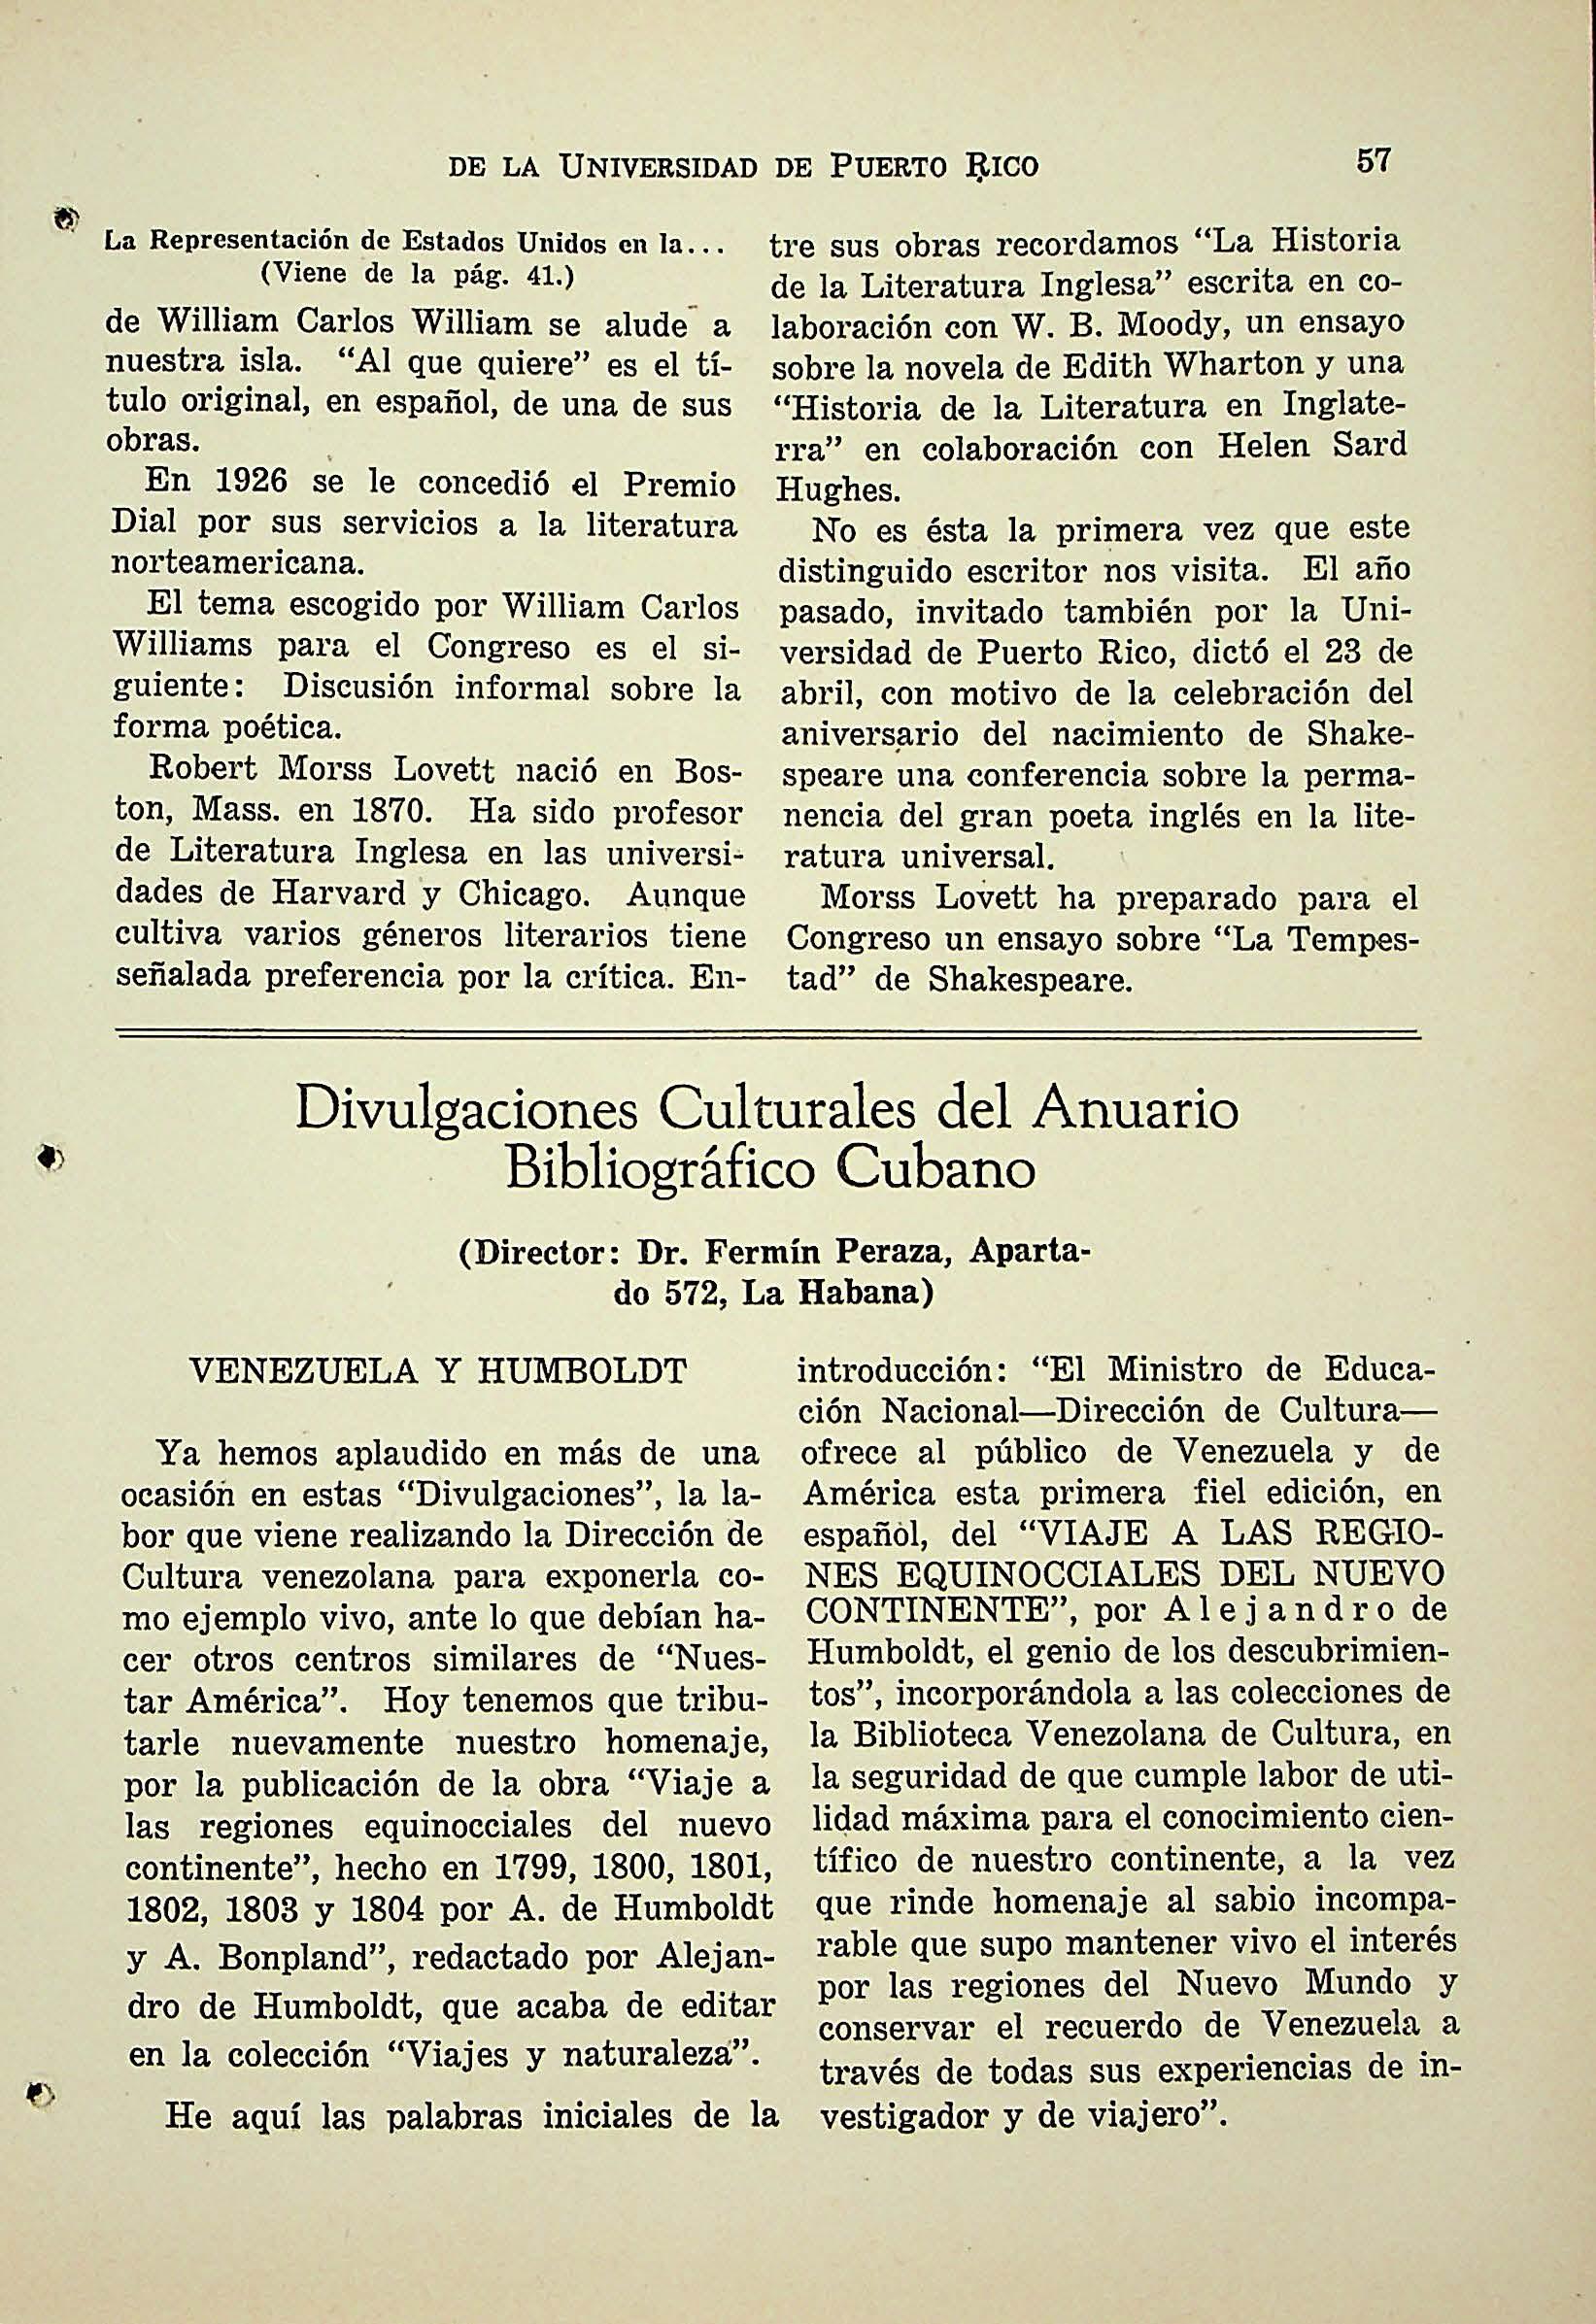 DE LA UNIVERSIDAD DE PUERTO RICO
57
La Representación de Estados Unidos en la...
(Viene de la pág. 41.)
de William Carlos William se alude a
nuestra isla. “Al que quiere” es el tí-
tulo original, en español, de una de sus
obras.
En 1926 se le concedió el Premio
Dial por sus servicios a la literatura
norteamericana.
El tema escogido por William Carlos
Williams para el Congreso es el si-
guiente: Discusión informal sobre la
forma poética.
Robert Morss Lovett nació en Bos-
ton, Mass. en 1870. Ha sido profesor
de Literatura Inglesa en las universi-
dades de Harvard y Chicago. Aunque
cultiva varios géneros literarios tiene
señalada preferencia por la crítica. En-
tre sus obras recordamos “La Historia
de la Literatura Inglesa” escrita en co-
laboración con W. B. Moody, un ensayo
sobre la novela de Edith Wharton y una
“Historia de la Literatura en Inglate-
rra” en colaboración con Helen Sard
Hughes.
No es ésta la primera vez que este
distinguido escritor nos visita. El año
pasado, invitado también por la Uni-
versidad de Puerto Rico, dictó el 23 de
abril, con motivo de la celebración del
aniversario del nacimiento de Shake-
speare una conferencia sobre la perma-
nencia del gran poeta inglés en la lite-
ratura universal.
Morss Lovett ha preparado para el
Congreso un ensayo sobre “La Tempes-
tad” de Shakespeare.
Divulgaciones Culturales del Anuario
Bibliográfico Cubano
(Director: Dr. Fermín Peraza, Aparta-
do 572, La Habana)
VENEZUELA Y HUMBOLDT
Ya hemos aplaudido en más de una
ocasión en estas “Divulgaciones”, la la-
bor que viene realizando la Dirección de
Cultura venezolana para exponerla co-
mo ejemplo vivo, ante lo que debían ha-
cer otros centros similares de “Nues-
tar América”. Hoy tenemos que tribu-
tarle nuevamente nuestro homenaje,
por la publicación de la obra “Viaje a
las regiones equinocciales del nuevo
continente”, hecho en 1799, 1800, 1801,
1802, 1803 y 1804 por A. de Humboldt
y A. Bonpland”, redactado por Alejan-
dro de Humboldt, que acaba de editar
en la colección “Viajes y naturaleza”.
He aquí las palabras iniciales de la
introducción: “El Ministro de Educa-
ción Nacional—Dirección de Cultura—
ofrece al público de Venezuela y de
América esta primera fiel edición, en
español, del “VIAJE A LAS REGIO-
NES EQUINOCCIALES DEL NUEVO
CONTINENTE”, por Alejandro de
Humboldt, el genio de los descubrimien-
tos”, incorporándola a las colecciones de
la Biblioteca Venezolana de Cultura, en
la seguridad de que cumple labor de uti-
lidad máxima para el conocimiento cien-
tífico de nuestro continente, a la vez
que rinde homenaje al sabio incompa-
rable que supo mantener vivo el interés
por las regiones del Nuevo Mundo y
conservar el recuerdo de Venezuela a
través de todas sus experiencias de in-
vestigador y de viajero”.